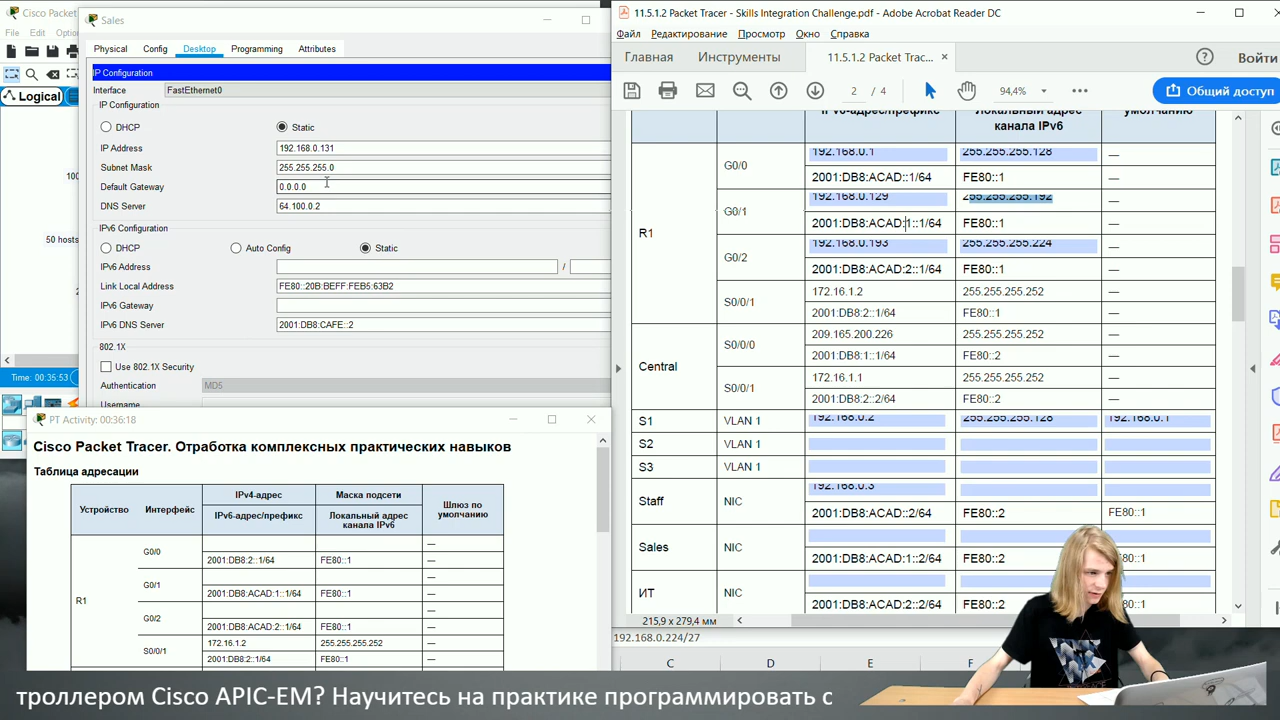 Cisco Packet
Sales
File
Edit
Optio
Logical
100
50 hosts
2
Time: 00:35:53
Physical
Config
Desktop
Programming
Attributes
IP Configuration
Interface
FastEthernet0
IP Configuration
DHCP
Static
IP Address
192.168.0.131
Subnet Mask
255.255.255.0
Default Gateway
0.0.0.0
DNS Server
64.100.0.2
IPv6 Configuration
DHCP
Auto Config
Static
IPv6 Address
/
Link Local Address
FE80::20B:BEFF:FEB5:63B2
IPv6 Gateway
IPv6 DNS Server
2001:DB8:CAFE::2
802.1X
Use 802.1X Security
Authentication
MD5
Username
PT Activity: 00:36:18
Cisco Packet Tracer. Отработка комплексных практических навыков
Таблица адресации
Устройство
Интерфейс
IPv4-адрес
Маска подсети
Шлюз по
умолчанию
IPv6-адрес/префикс
Локальный адрес
канала IPv6
R1
G0/0
—
2001:DB8:2::1/64
FE80::1
—
G0/1
—
2001:DB8:ACAD:1::1/64
FE80::1
—
G0/2
—
2001:DB8:ACAD:2::1/64
FE80::1
—
S0/0/1
172.16.1.2
255.255.255.252
—
2001:DB8:2::1/64
FE80::1
—
11.5.1.2 Packet Tracer - Skills Integration Challenge.pdf - Adobe Acrobat Reader DC
Файл
Редактирование
Просмотр
Окно
Справка
Главная
Инструменты
11.5.1.2 Packet Trac...
Войти
2 / 4
94,4%
Общий доступ
IPv6-адрес/префикс
Локальный адрес
канала IPv6
умолчанию
R1
G0/0
192.168.0.1
255.255.255.128
—
2001:DB8:ACAD::1/64
FE80::1
—
G0/1
192.168.0.129
255.255.255.192
—
2001:DB8:ACAD:1::1/64
FE80::1
—
G0/2
192.168.0.193
255.255.255.224
—
2001:DB8:ACAD:2::1/64
FE80::1
—
S0/0/1
172.16.1.2
255.255.255.252
—
2001:DB8:2::1/64
FE80::1
—
Central
S0/0/0
209.165.200.226
255.255.255.252
—
2001:DB8:1::1/64
FE80::2
—
S0/0/1
172.16.1.1
255.255.255.252
—
2001:DB8:2::2/64
FE80::2
—
S1
VLAN 1
192.168.0.2
255.255.255.128
192.168.0.1
S2
VLAN 1
S3
VLAN 1
Staff
NIC
192.168.0.3
2001:DB8:ACAD::2/64
FE80::2
FE80::1
Sales
NIC
2001:DB8:ACAD:1::2/64
FE80::2
E80::1
ИТ
NIC
2001:DB8:ACAD:2::2/64
FE80::2
80::1
215,9 x 279,4 мм
192.168.0.224/27
C
D
E
F
троллером Cisco APIC-EM? Научитесь на практике программировать с